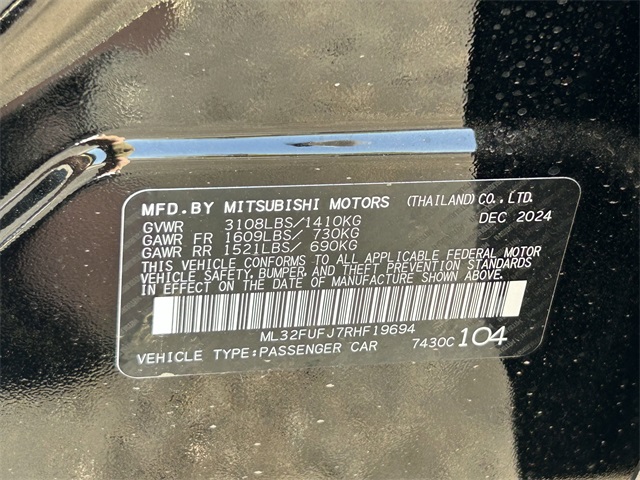 MFD.BY MITSUBISHI MOTORS (THAILAND)CO.,LTD.
GVWR 3108LBS/1410KG DEC 2024
GAWR FR 1609LBS/ 730KG
GAWR RR 1521LBS/ 690KG
THIS VEHICLE CONFORMS TO ALL APPLICABLE FEDERAL MOTOR
VEHICLE SAFETY, BUMPER, AND THEFT PREVENTION STANDARDS
IN EFFECT ON THE DATE OF MANUFACTURE SHOWN ABOVE.
ML32FUFJ7RHF19694
VEHICLE TYPE:PASSENGER CAR 7430C 104